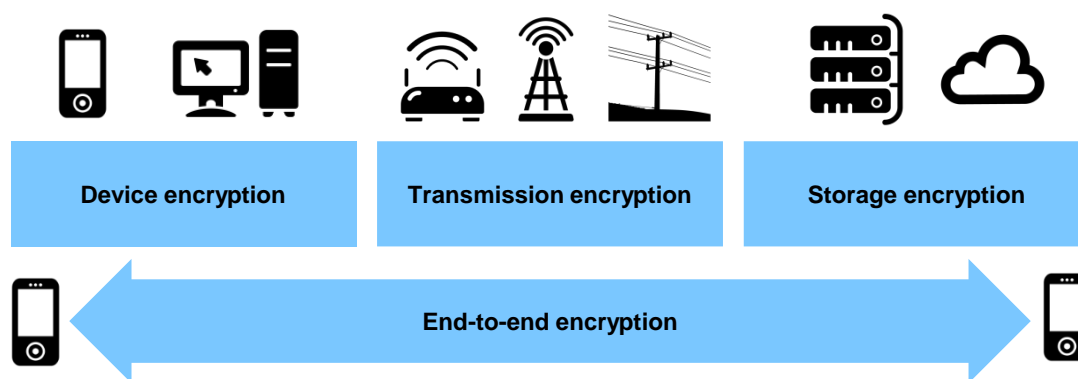 Device encryption
Transmission encryption
Storage encryption
End-to-end encryption